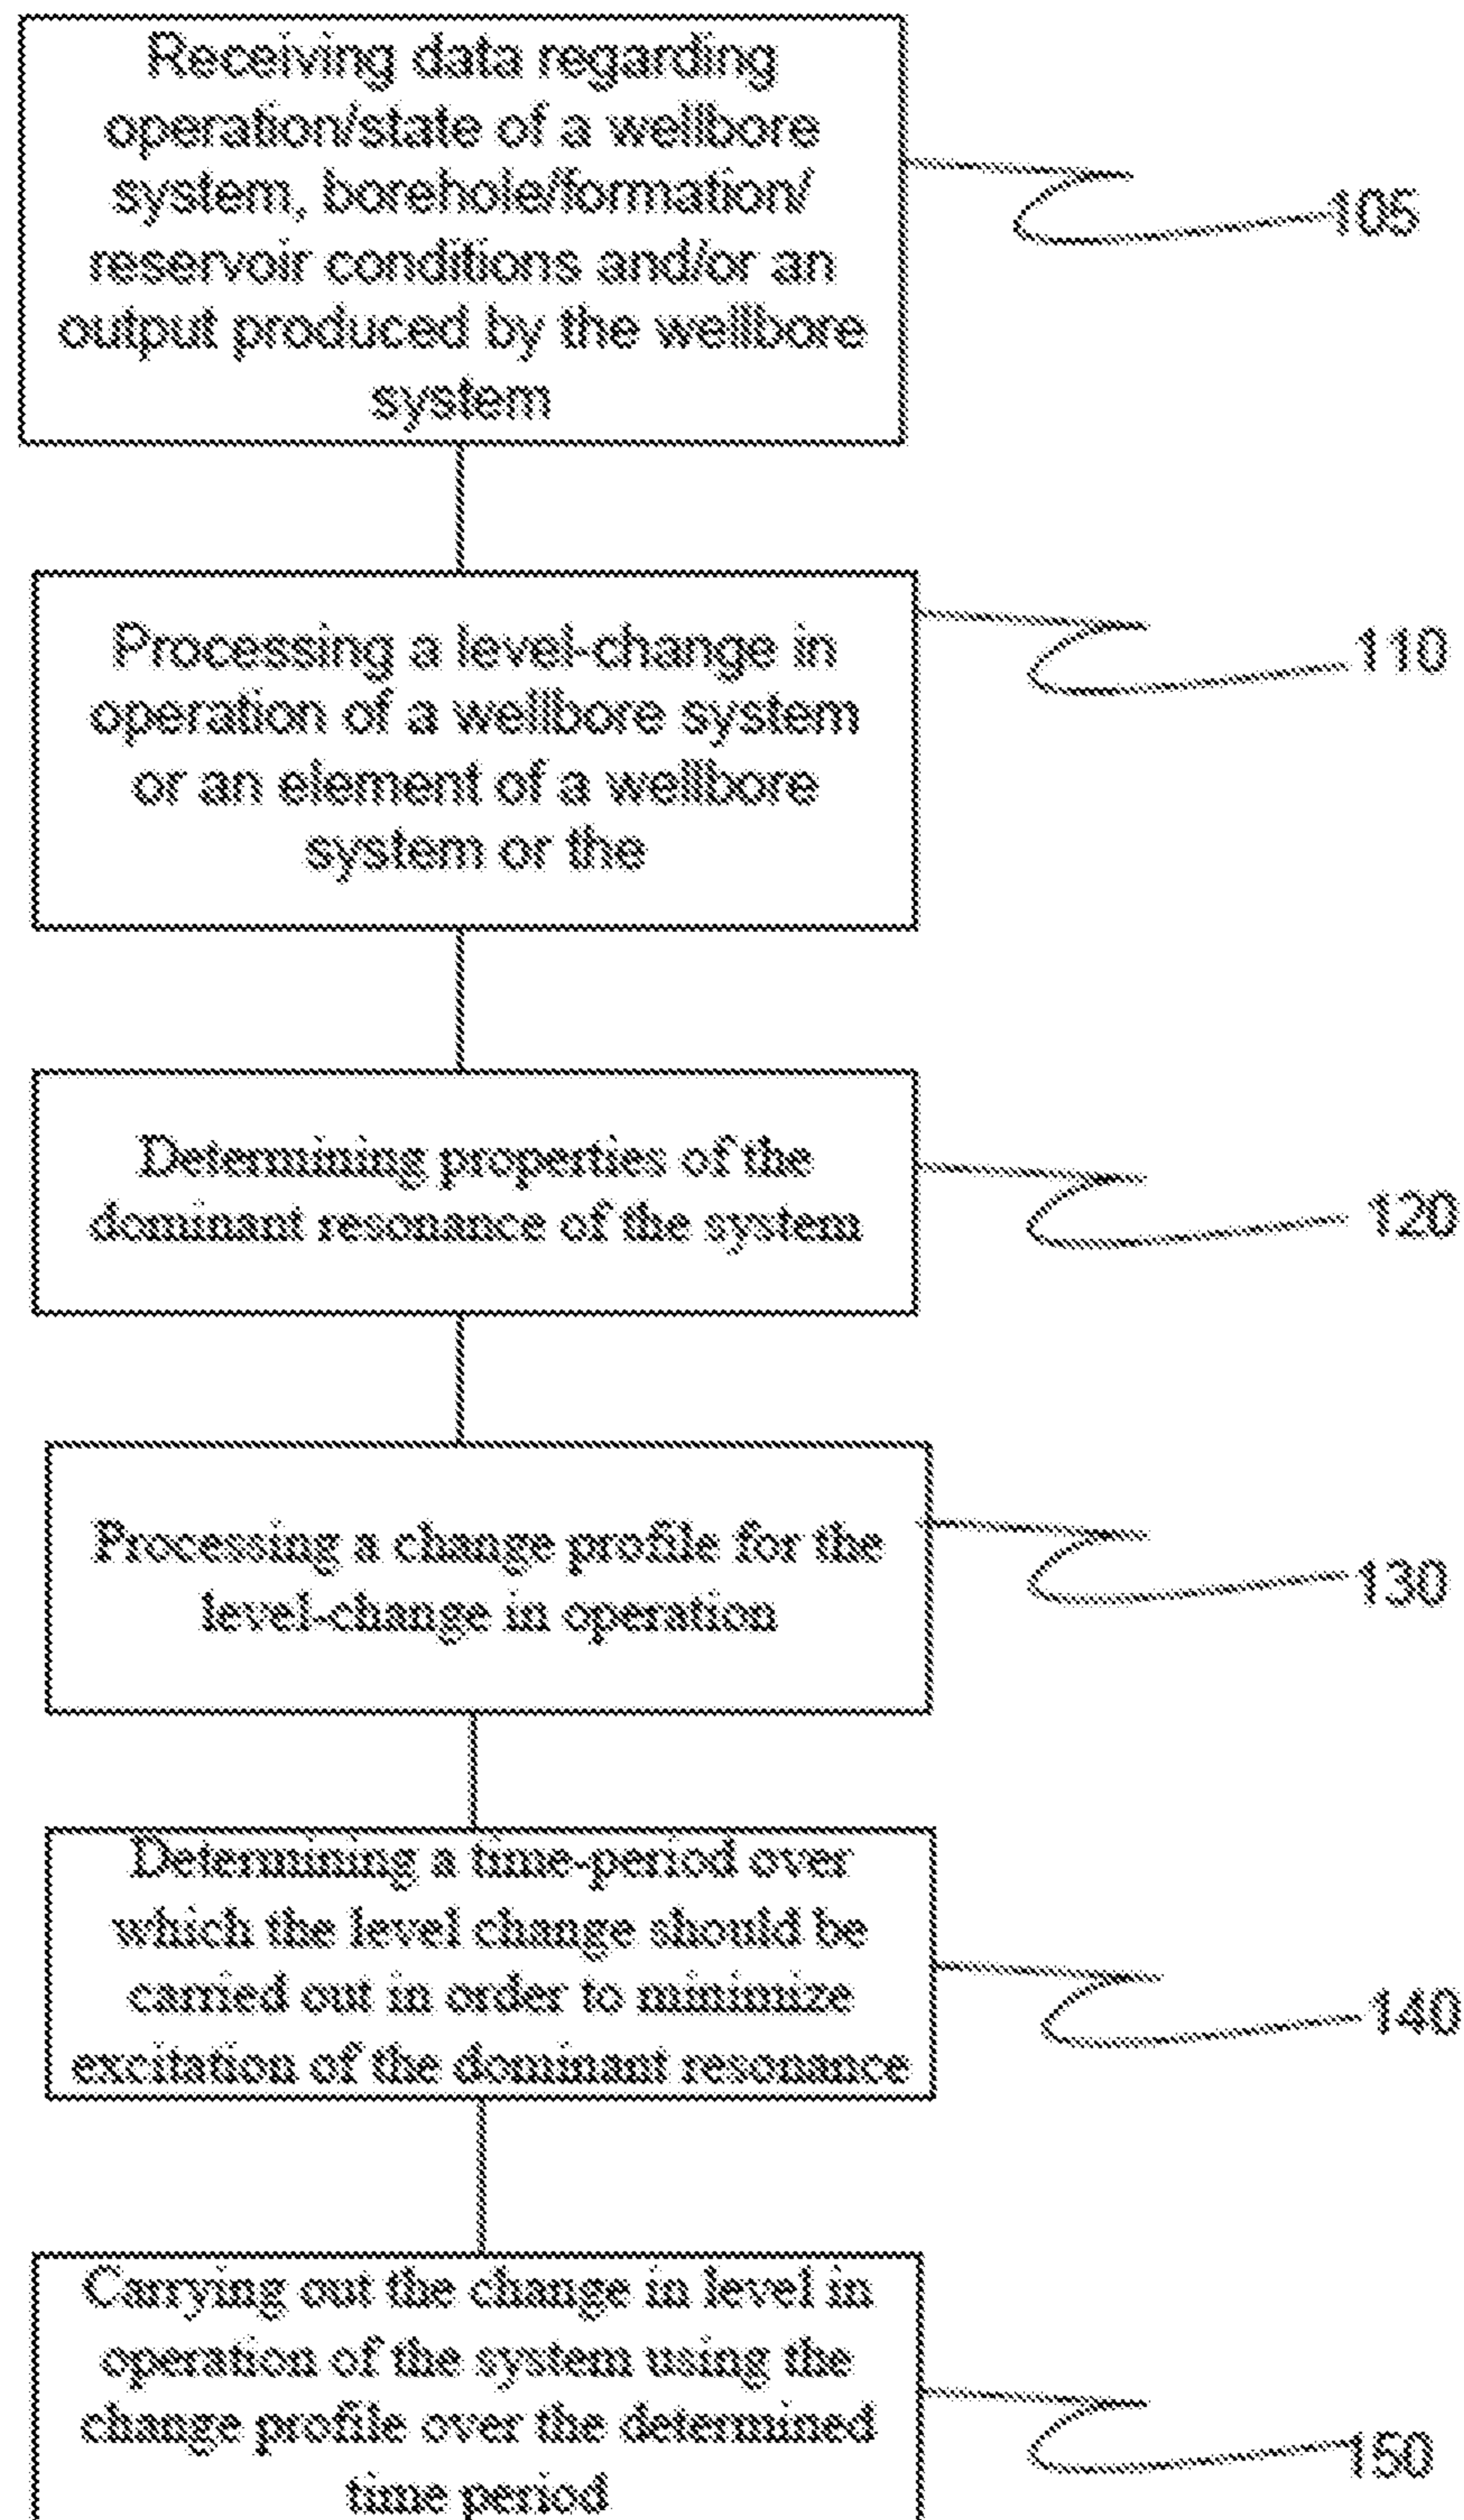 Receiving data regarding
operation/state of a wellbore
system, borehole/formation/
reservoir conditions and/or an
output produced by the wellbore
system
105
Processing a level-change in
operation of a wellbore system
or an element of a wellbore
system or the
110
Determining properties of the
dominant resonance of the system
120
Processing a change profile for the
level-change in operation
130
Determining a time-period over
which the level change should be
carried out in order to minimize
excitation of the dominant resonance
140
Carrying out the change in level in
operation of the system using the
change profile over the determined
time period
150